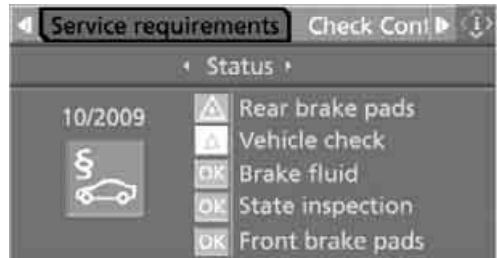 Service requirements Check Cont
Status
10/2009
Rear brake pads
Vehicle check
§
OK Brake fluid
OK State inspection
OK Front brake pads